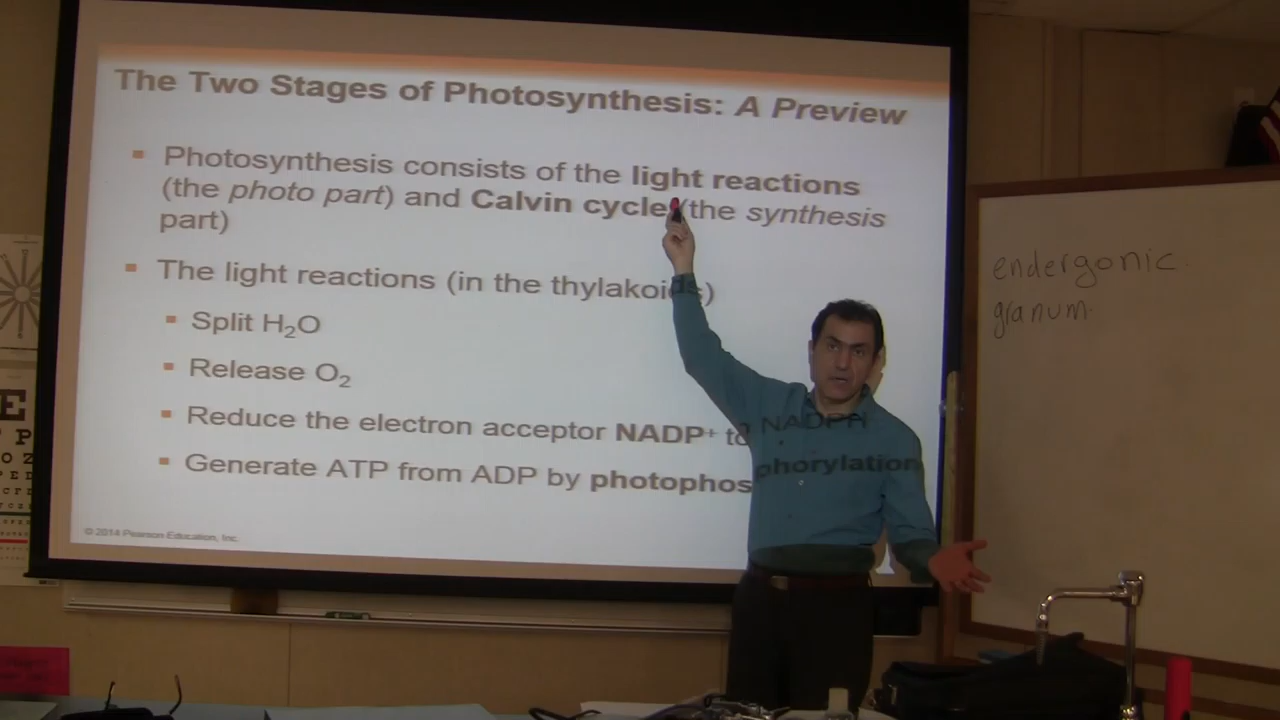 The Two Stages of Photosynthesis: A Preview
Photosynthesis consists of the light reactions
(the photo part) and Calvin cycle (the synthesis
part)
The light reactions (in the thylakoids)
Split H₂O
Release O₂
Reduce the electron acceptor NADP⁺ to NADPH
Generate ATP from ADP by photophosphorylation
© 2014 Pearson Education, Inc.
endergonic
granum
E